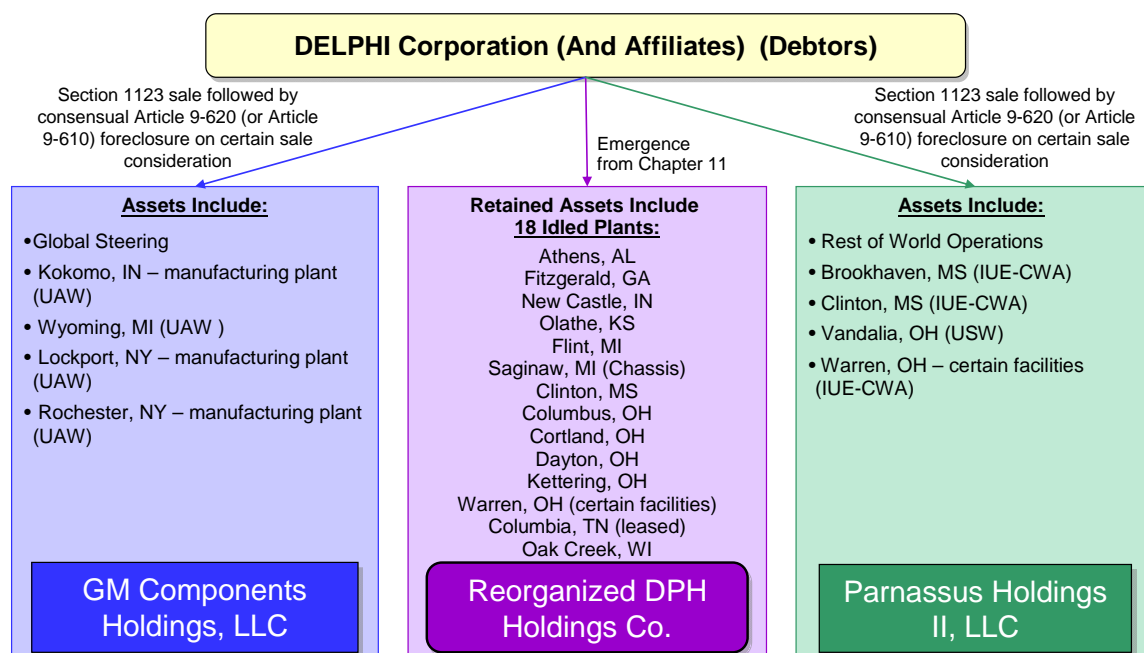 DELPHI Corporation (And Affiliates) (Debtors)
Section 1123 sale followed by
consensual Article 9-620 (or Article
9-610) foreclosure on certain sale
consideration
Emergence
from Chapter 11
Section 1123 sale followed by
consensual Article 9-620 (or Article
9-610) foreclosure on certain sale
consideration
Assets Include:
•Global Steering
• Kokomo, IN – manufacturing plant
(UAW)
• Wyoming, MI (UAW )
• Lockport, NY – manufacturing plant
(UAW)
• Rochester, NY – manufacturing plant
(UAW)
GM Components
Holdings, LLC
Retained Assets Include
18 Idled Plants:
Athens, AL
Fitzgerald, GA
New Castle, IN
Olathe, KS
Flint, MI
Saginaw, MI (Chassis)
Clinton, MS
Columbus, OH
Cortland, OH
Dayton, OH
Kettering, OH
Warren, OH (certain facilities)
Columbia, TN (leased)
Oak Creek, WI
Reorganized DPH
Holdings Co.
Assets Include:
• Rest of World Operations
• Brookhaven, MS (IUE-CWA)
• Clinton, MS (IUE-CWA)
• Vandalia, OH (USW)
• Warren, OH – certain facilities
(IUE-CWA)
Parnassus Holdings
II, LLC